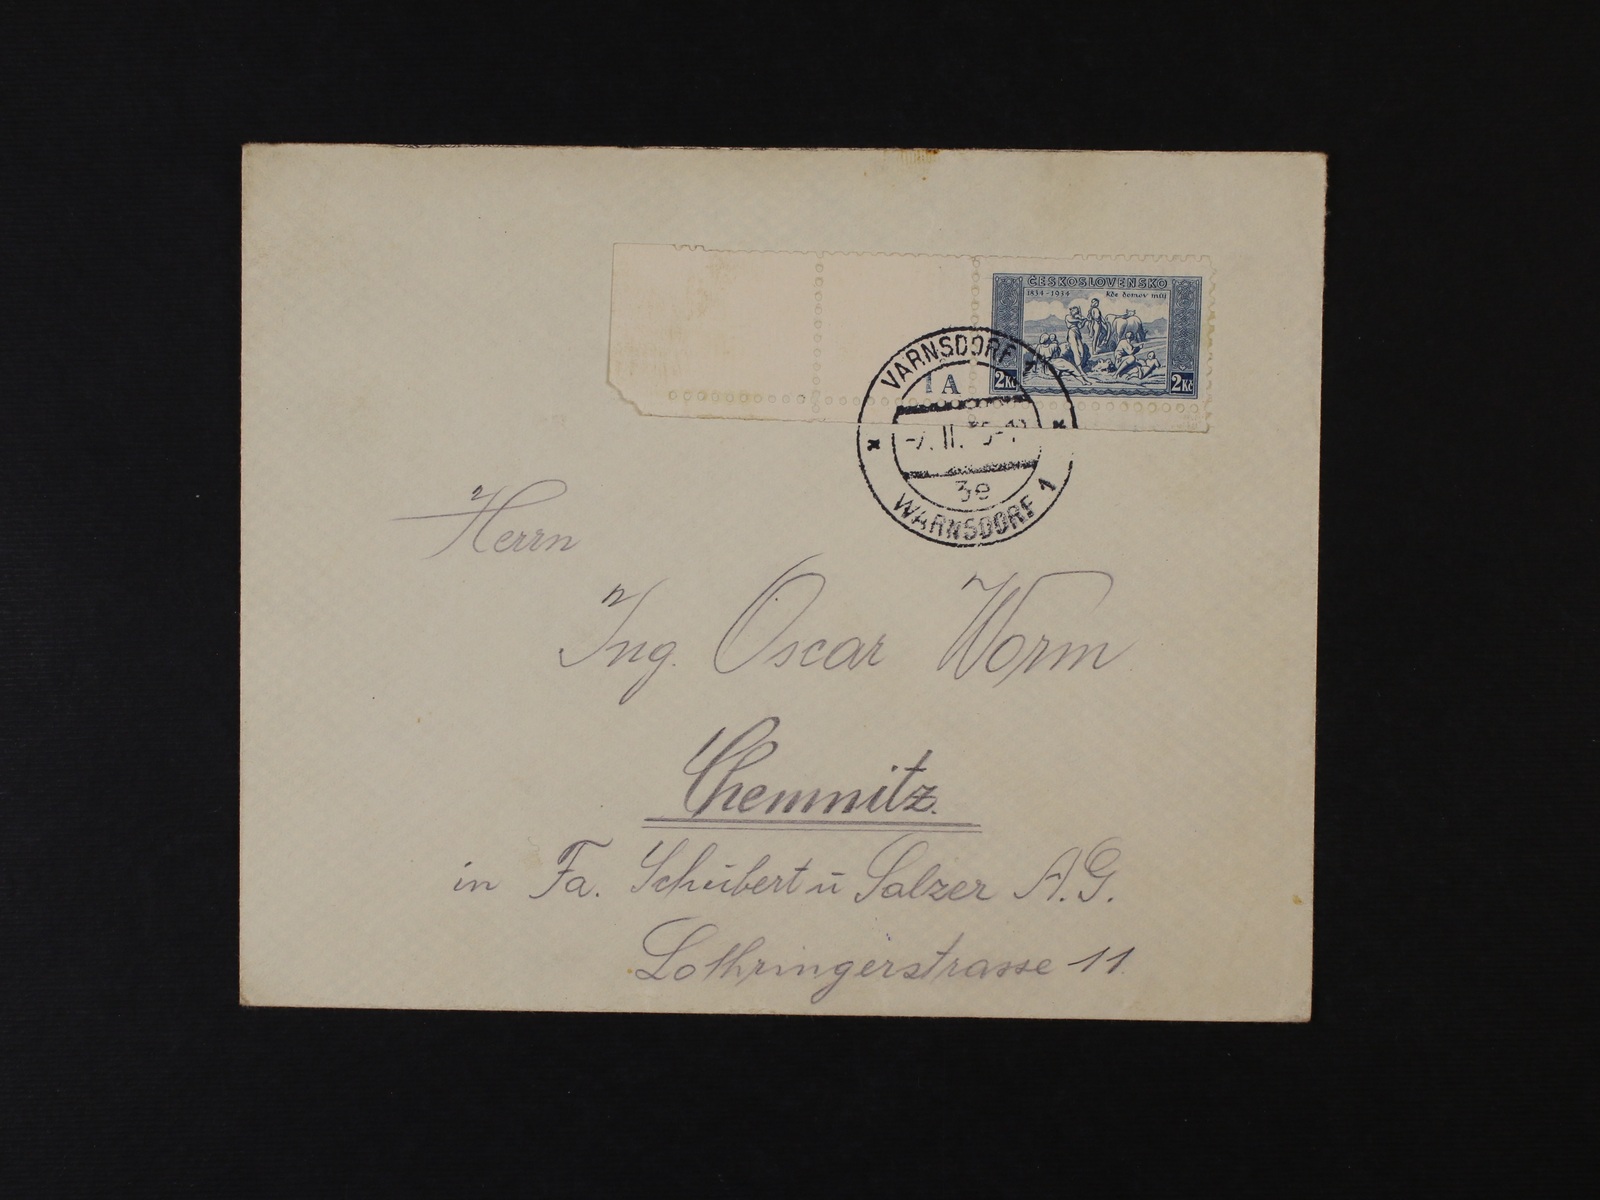 ČESKOSLOVENSKO
1834-1934 Kde domov můj
2Kč 2Kč
1A
VARNSDORF 1
3e
WARNSDORF 1
Herrn
Ing. Oscar Worm
Chemnitz.
in Fa. Schubert u Salzer A.G.
Lothringerstrasse 11.